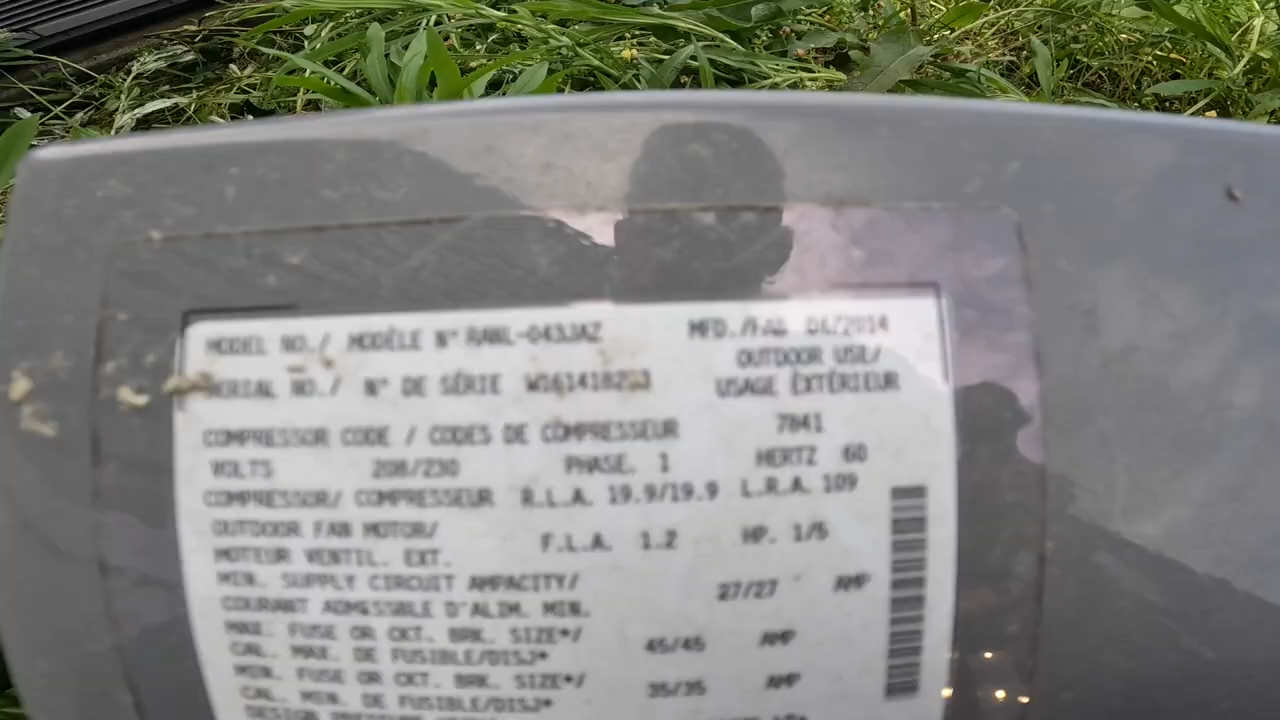 MODEL NO./ MODÈLE N° RANL-043JAZ MFD./FAB 04/2014
OUTDOOR USE/
SERIAL NO./ N° DE SÉRIE USAGE EXTÉRIEUR
COMPRESSOR CODE / CODES DE COMPRESSEUR 7841
VOLTS 208/230 PHASE. 1 HERTZ 60
COMPRESSOR/ COMPRESSEUR R.L.A. 19.9/19.9 L.R.A. 109
OUTDOOR FAN MOTOR/ F.L.A. 1.2 HP. 1/5
MOTEUR VENTIL. EXT.
MIN. SUPPLY CIRCUIT AMPACITY/ 27/27 AMP
COURANT ADMISSBLE D'ALIM. MIN.
MAX. FUSE OR CKT. BRK. SIZE*/ 45/45 AMP
CAL. MAX. DE FUSIBLE/DISJ*
MIN. FUSE OR CKT. BRK. SIZE*/ 35/35 AMP
CAL. MIN. DE FUSIBLE/DISJ*